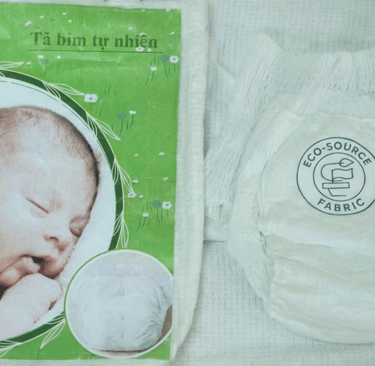 Tã bỉm tự nhiên
ECO-SOURCE
FABRIC